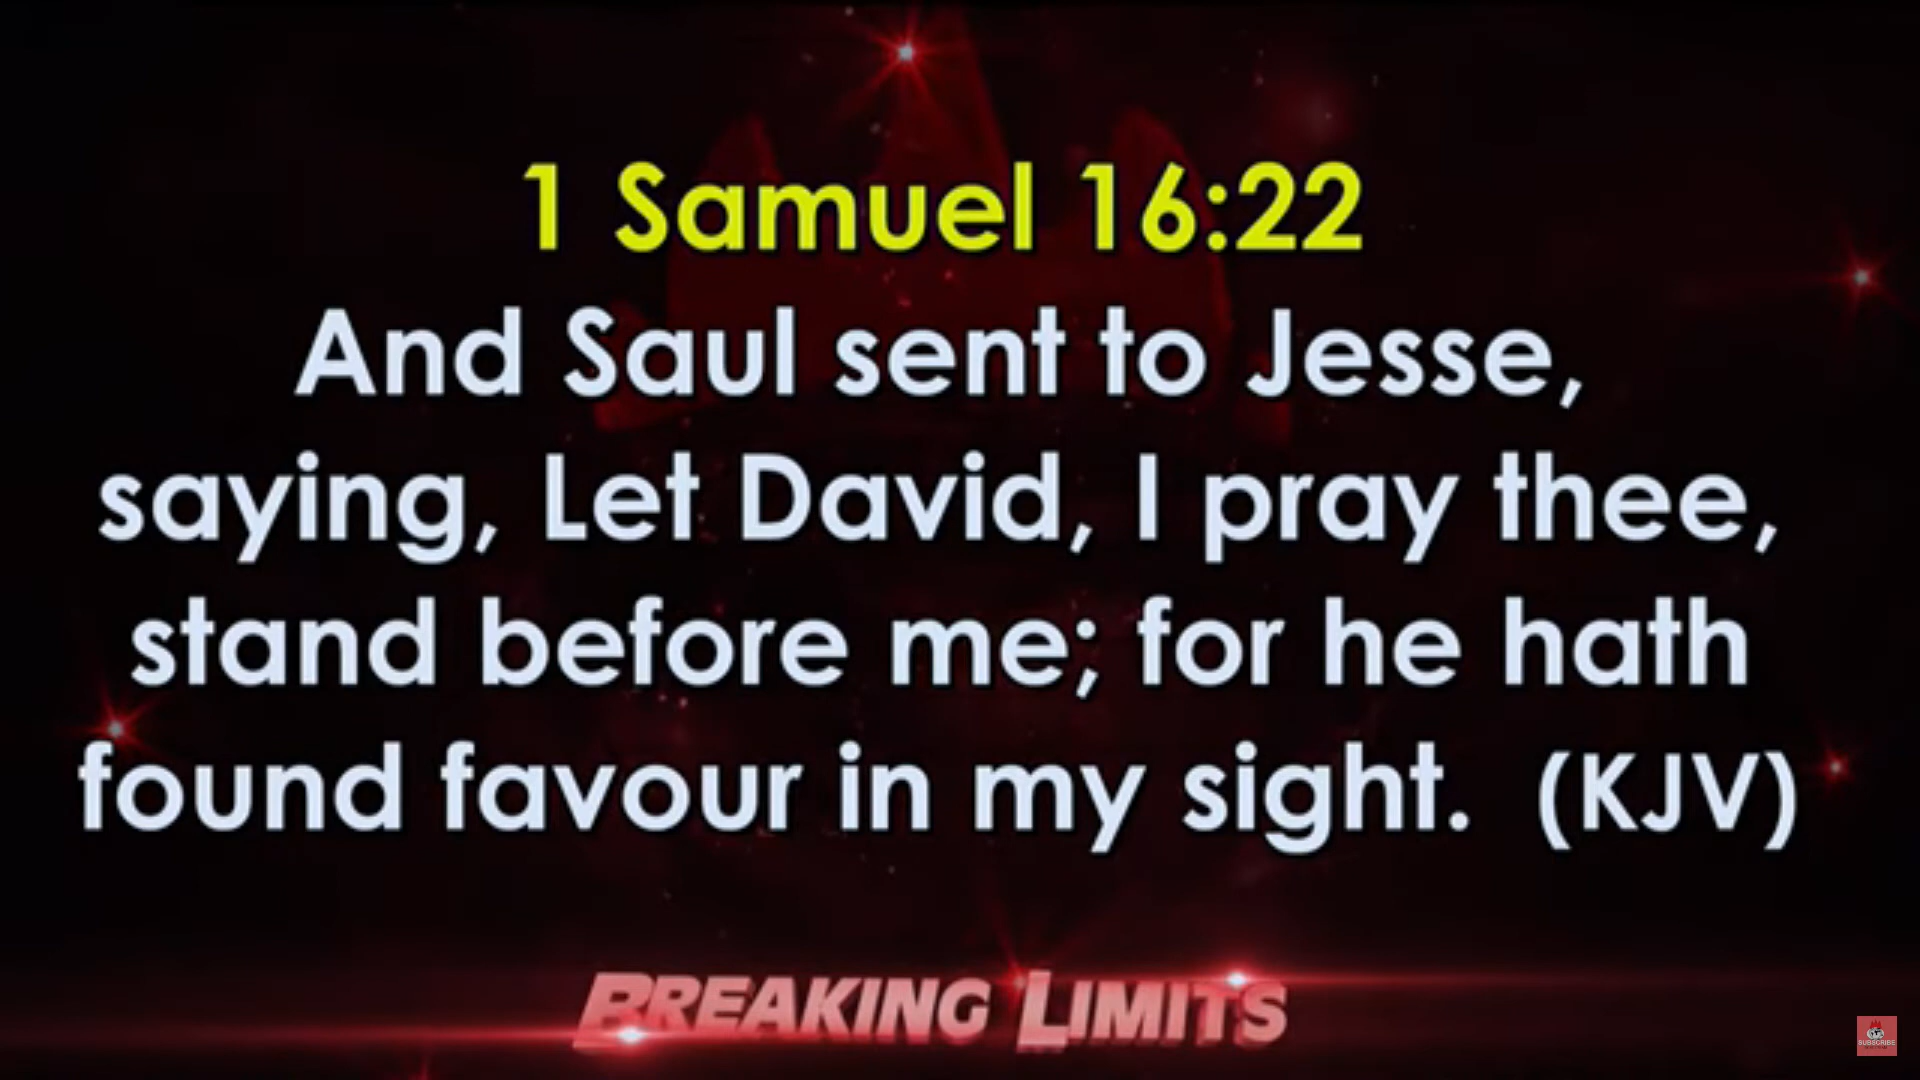 1 Samuel 16:22
And Saul sent to Jesse,
saying, Let David, I pray thee,
stand before me; for he hath
found favour in my sight. (KJV)
BREAKING LIMITS
SUBSCRIBE